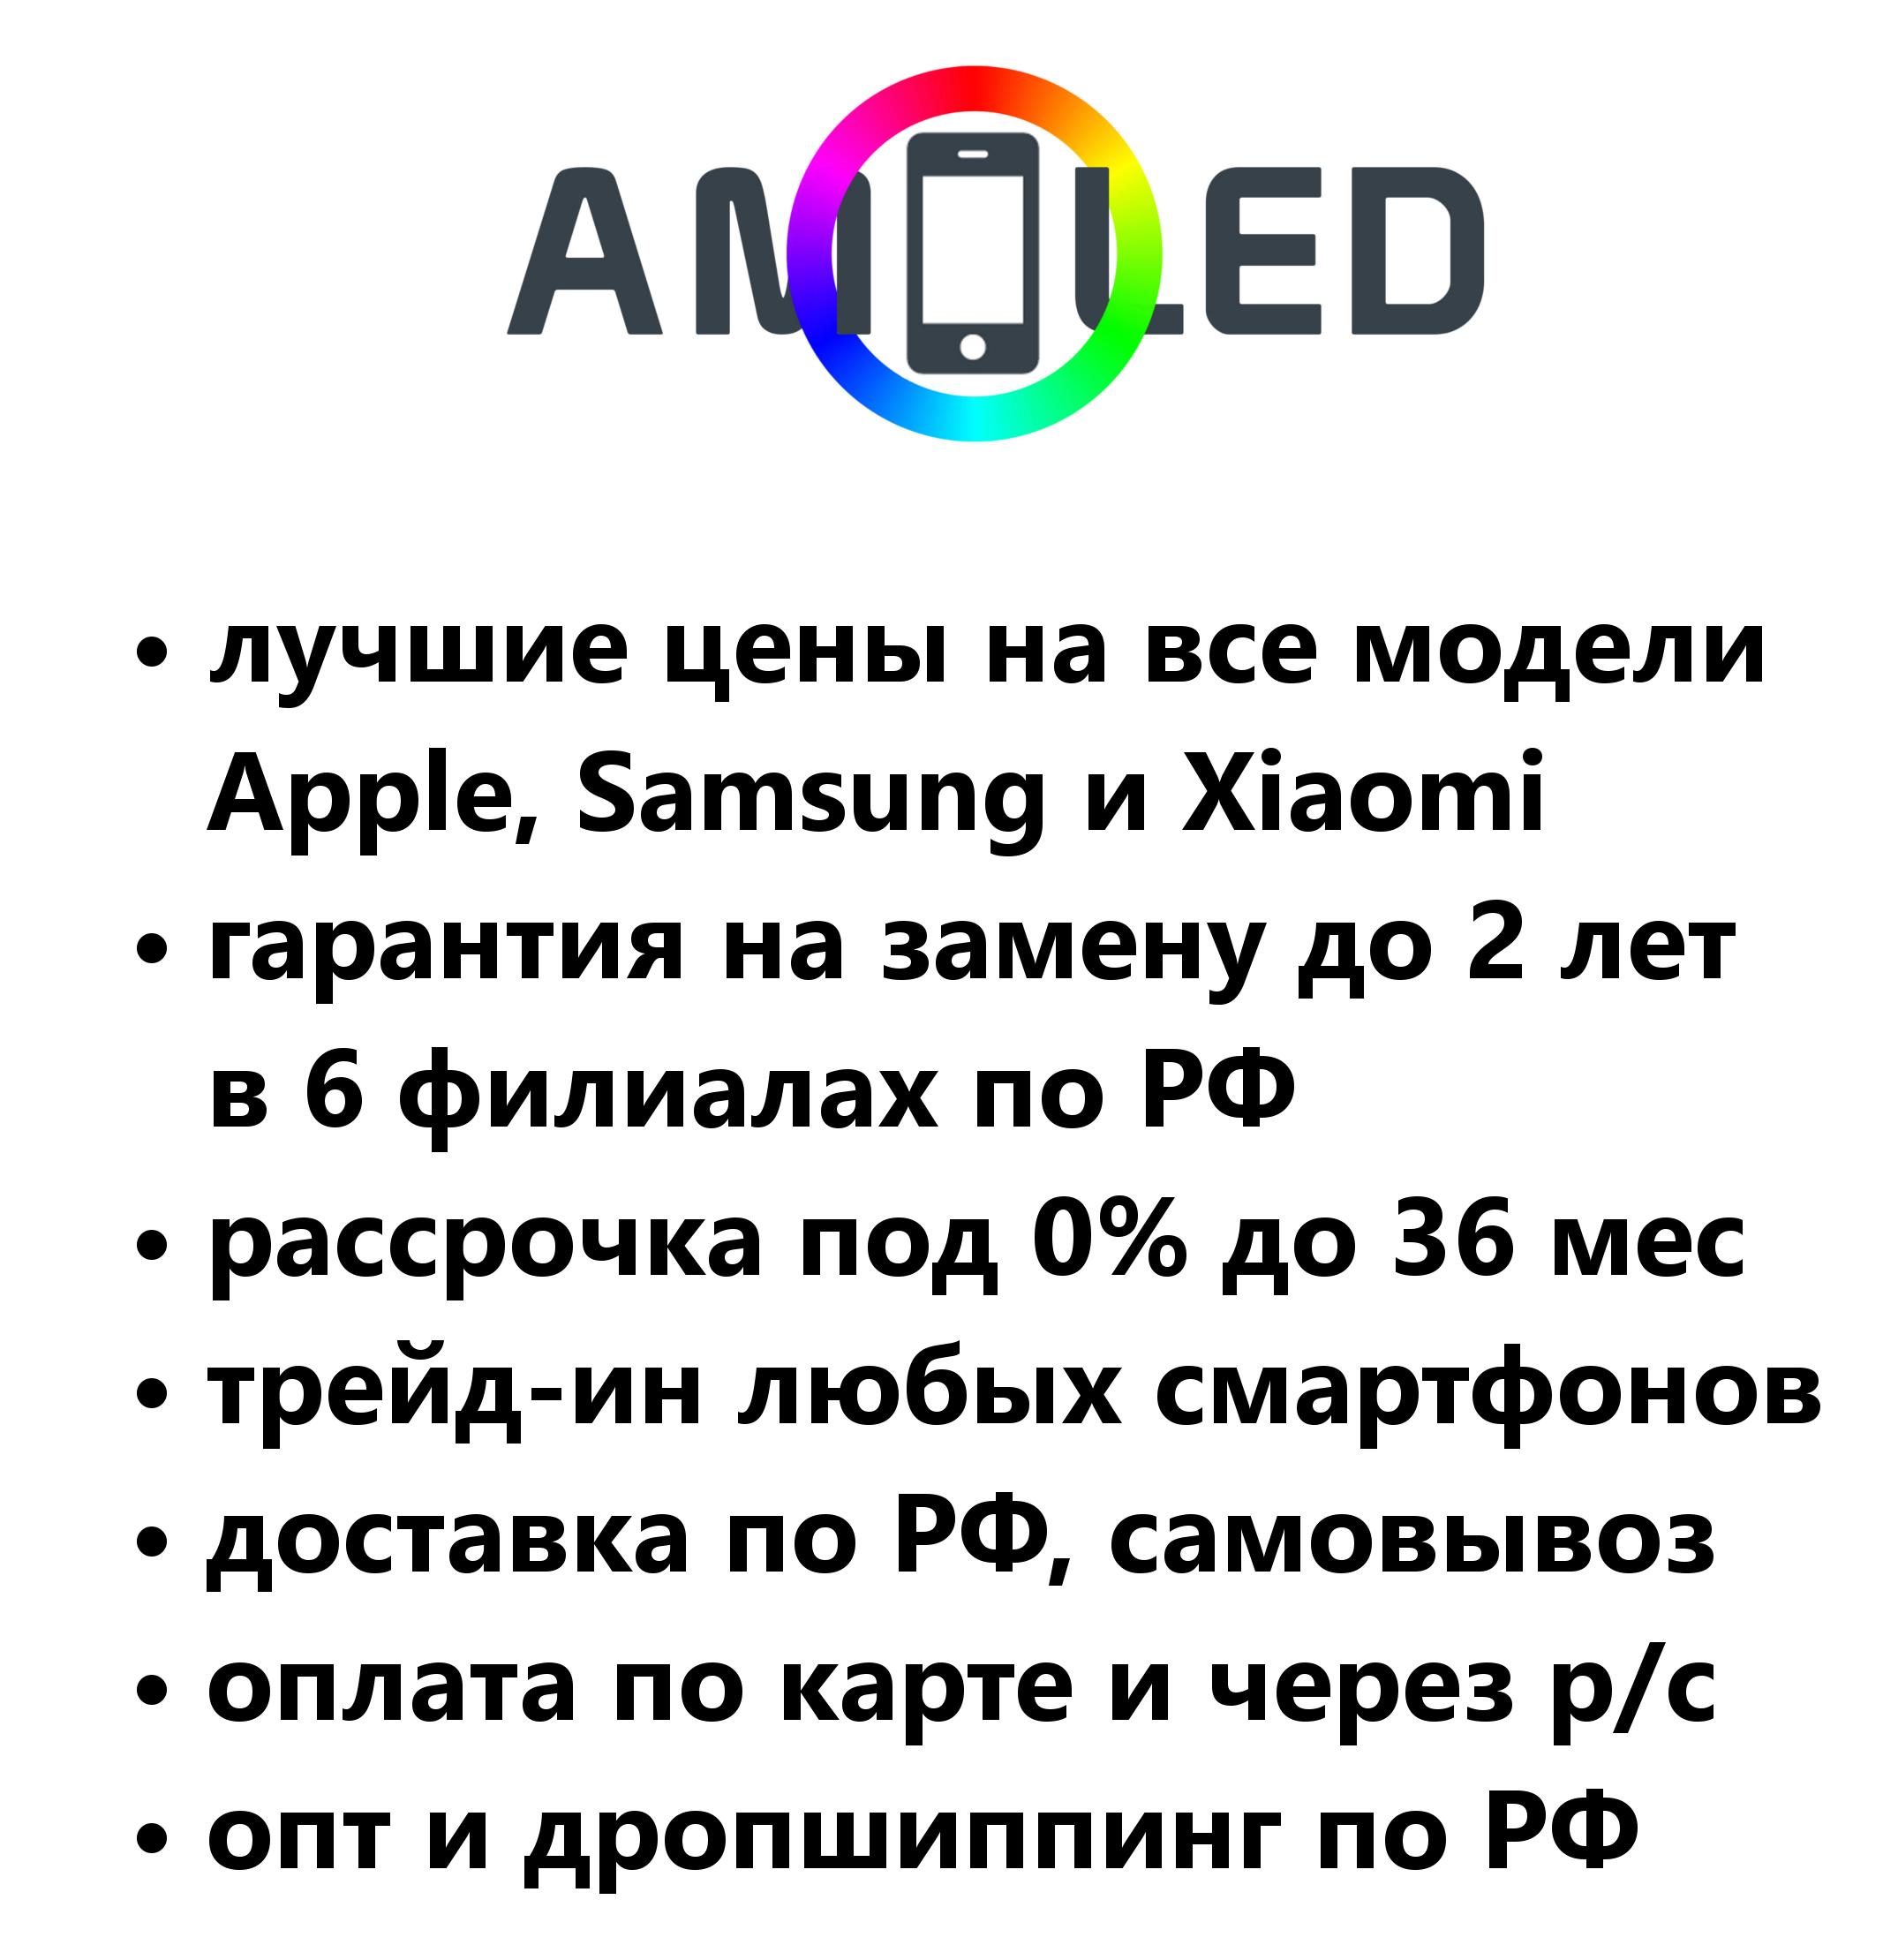 AMOLED
• лучшие цены на все модели
Apple, Samsung и Xiaomi
• гарантия на замену до 2 лет
в 6 филиалах по РФ
• рассрочка под 0% до 36 мес
• трейд-ин любых смартфонов
• доставка по РФ, самовывоз
• оплата по карте и через р/с
• опт и дропшиппинг по РФ